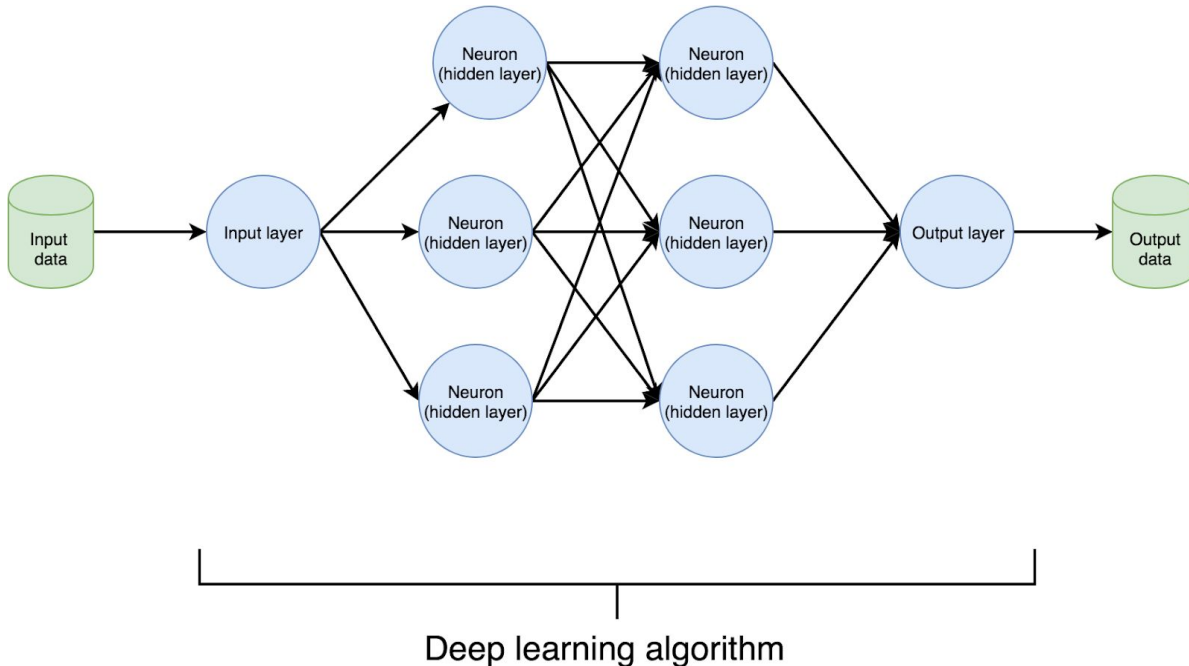 Neuron
(hidden layer)
Neuron
(hidden layer)
Input
data
Input layer
Neuron
(hidden layer)
Neuron
(hidden layer)
Output layer
Output
data
Neuron
(hidden layer)
Neuron
(hidden layer)
Deep learning algorithm